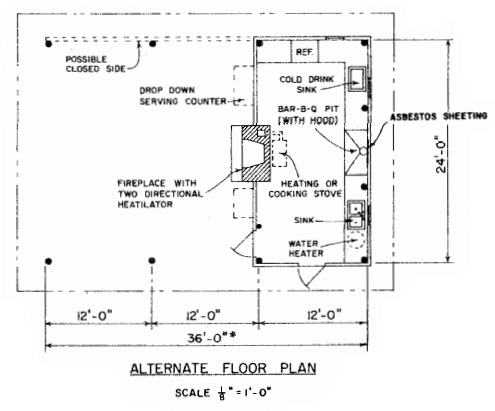 POSSIBLE
CLOSED SIDE
REF.
DROP DOWN
SERVING COUNTER
COLD DRINK
SINK
BAR-B-Q PIT
(WITH HOOD)
ASBESTOS SHEETING
24'-0"
FIREPLACE WITH
TWO DIRECTIONAL
HEATILATOR
HEATING OR
COOKING STOVE
SINK
WATER
HEATER
12'-0"
12'-0"
12'-0"
36'-0"*
ALTERNATE FLOOR PLAN
SCALE 1/8" = 1'-0"